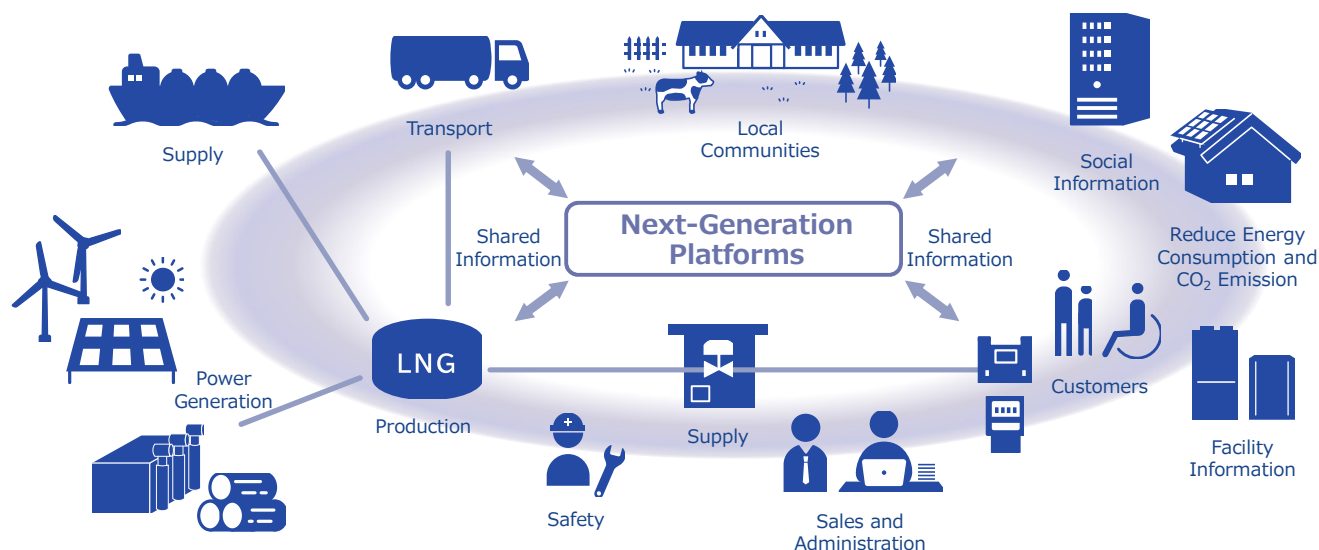 Supply
Transport
Local
Communities
Social
Information
Reduce Energy
Consumption and
CO₂ Emission
Shared
Information
Next-Generation
Platforms
Shared
Information
Power
Generation
LNG
Production
Supply
Customers
Facility
Information
Safety
Sales and
Administration